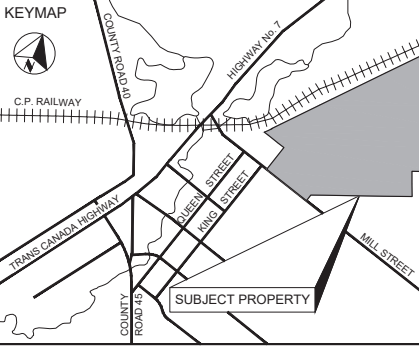 KEYMAP
N
COUNTY ROAD 40
HIGHWAY No. 7
C.P. RAILWAY
QUEEN STREET
KING STREET
TRANS CANADA HIGHWAY
MILL STREET
SUBJECT PROPERTY
COUNTY
ROAD 45